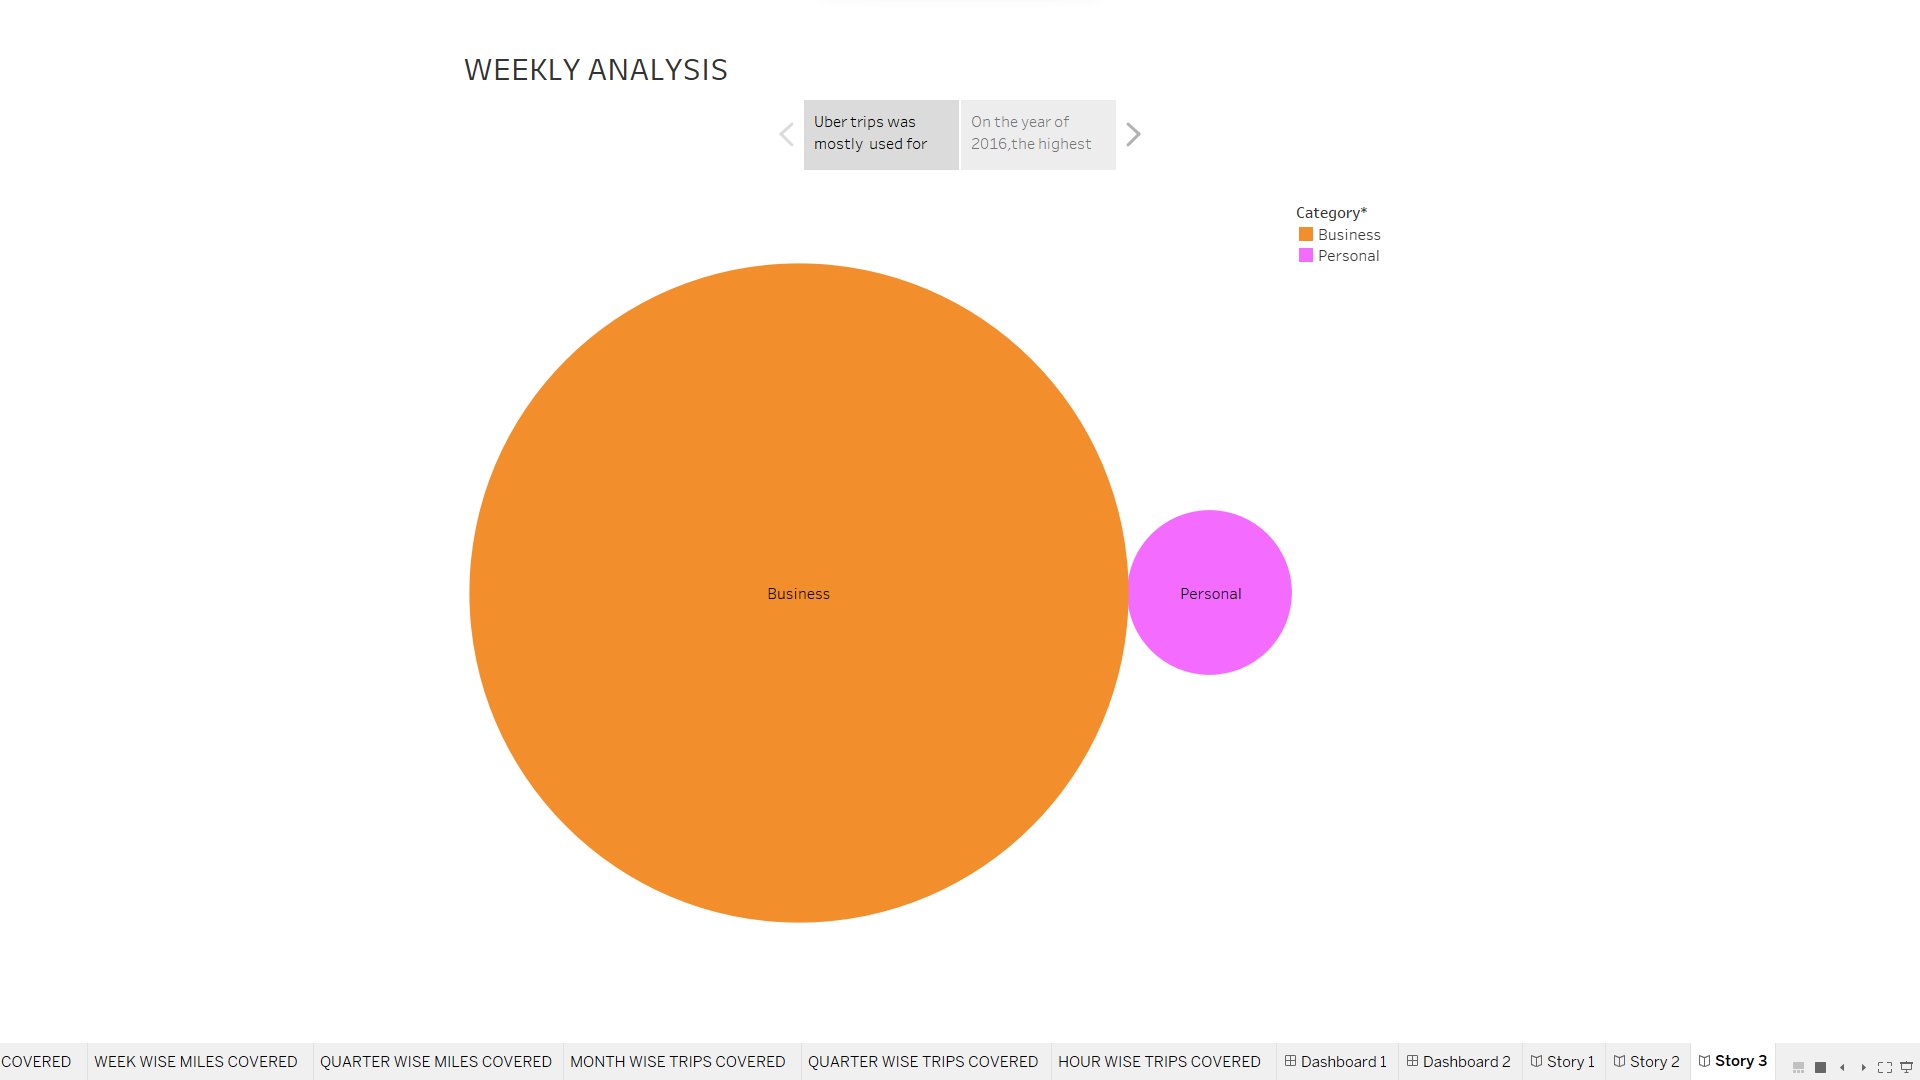 WEEKLY ANALYSIS
Uber trips was
mostly  used for
On the year of
2016,the highest
Category*
Business
Personal
Business
Personal
COVERED
WEEK WISE MILES COVERED
QUARTER WISE MILES COVERED
MONTH WISE TRIPS COVERED
QUARTER WISE TRIPS COVERED
HOUR WISE TRIPS COVERED
Dashboard 1
Dashboard 2
Story 1
Story 2
Story 3